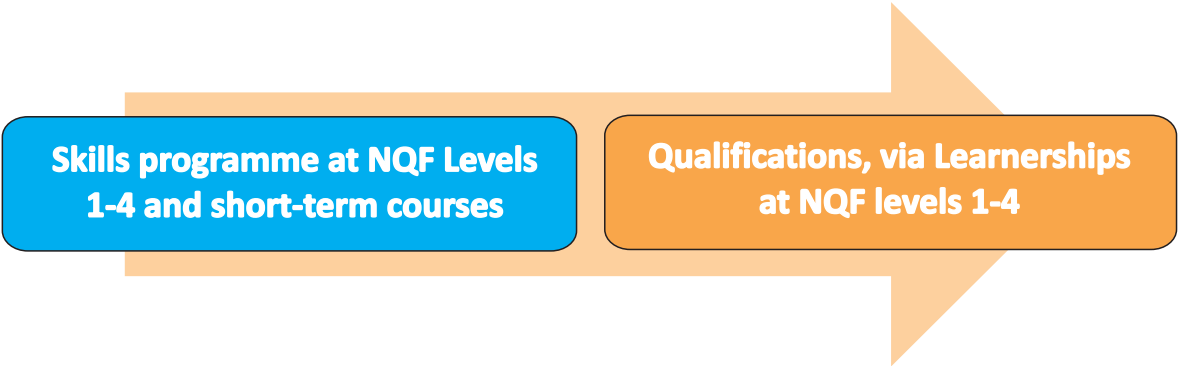 Skills programme at NQF Levels
1-4 and short-term courses
Qualifications, via Learnerships
at NQF levels 1-4